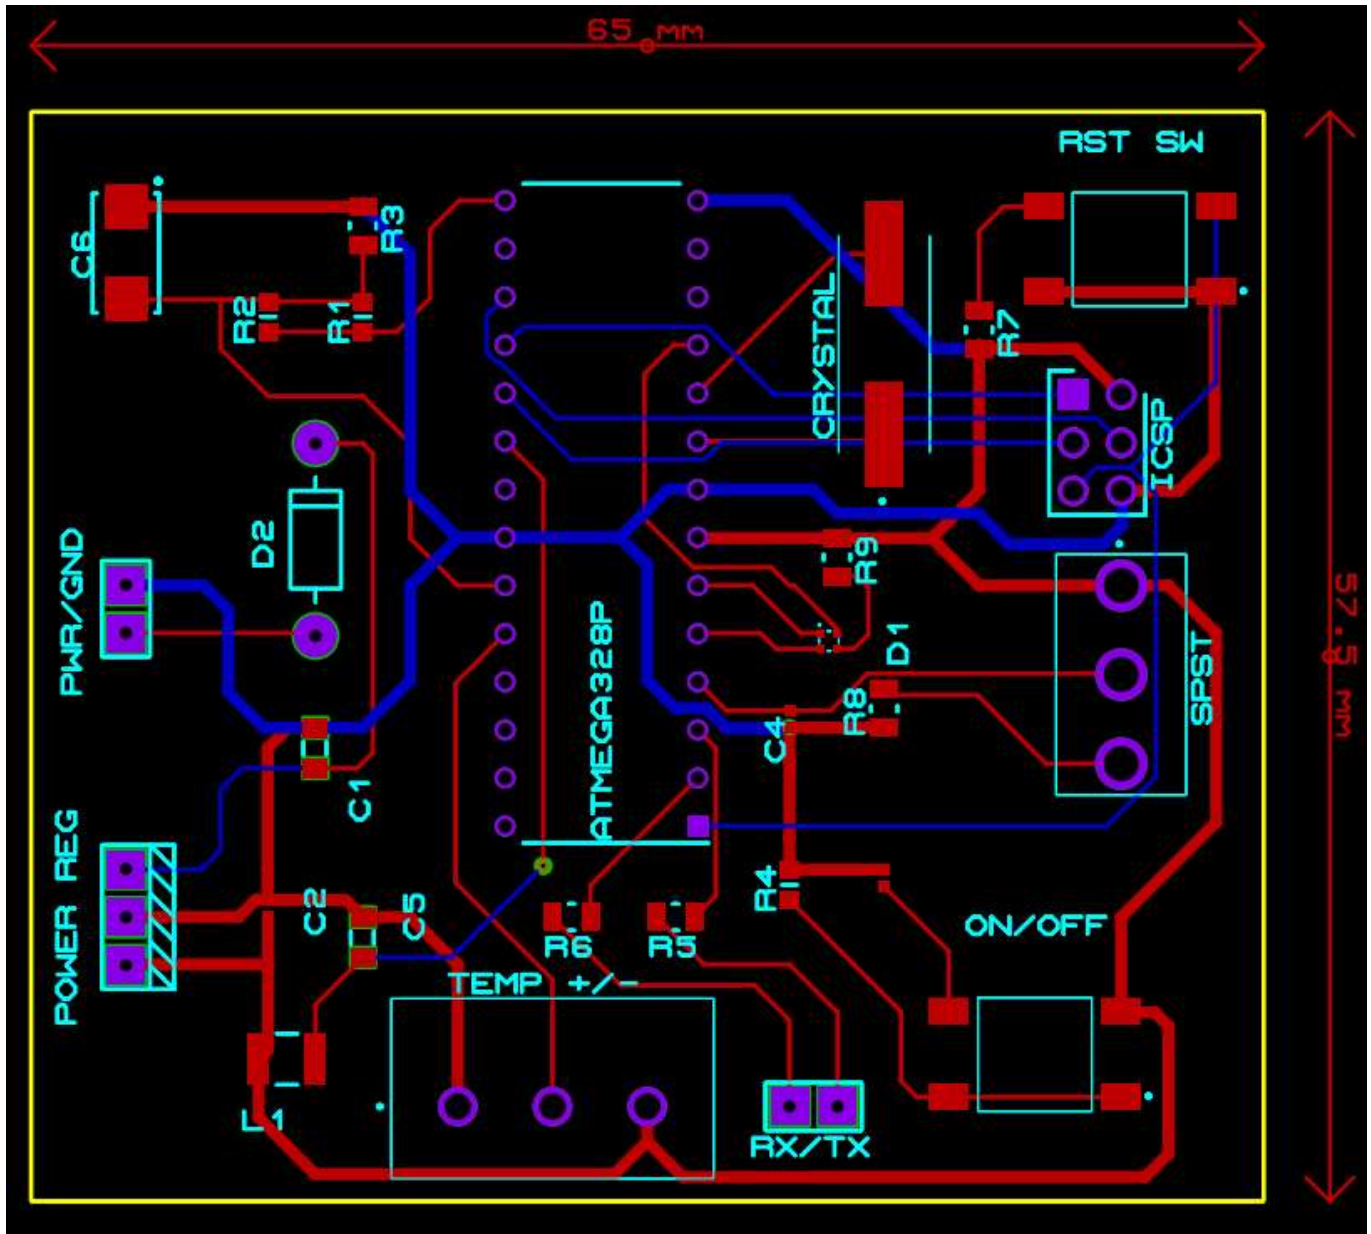 65 mm
RST SW
C6
R3
R2
R1
R7
CRYSTAL
ICSP
D2
PWR/GND
R9
57.5 mm
ATMEGA328P
D1
SPST
R8
C4
C1
POWER REG
R4
C2
C5
R6
R5
ON/OFF
TEMP +/-
L1
RX/TX